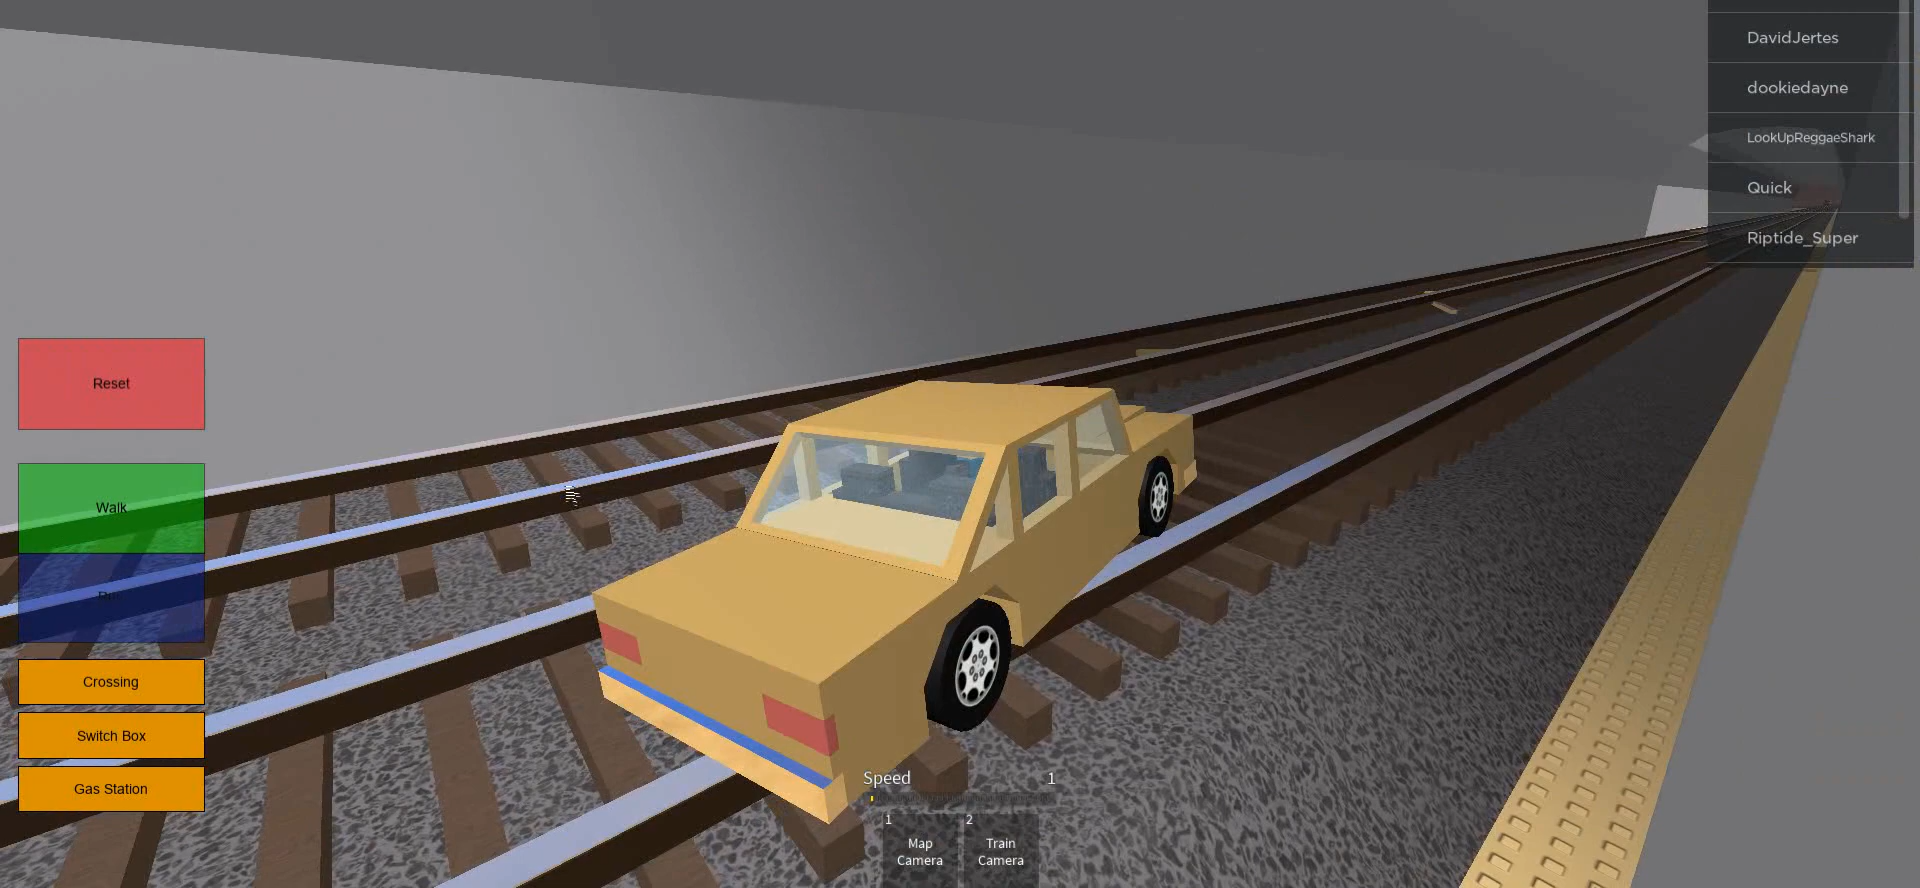 DavidJertes
dookiedayne
LookUpReggaeShark
Quick
Riptide_Super
Reset
Walk
Crossing
Switch Box
Gas Station
Speed 1
1 2
Map Train
Camera Camera